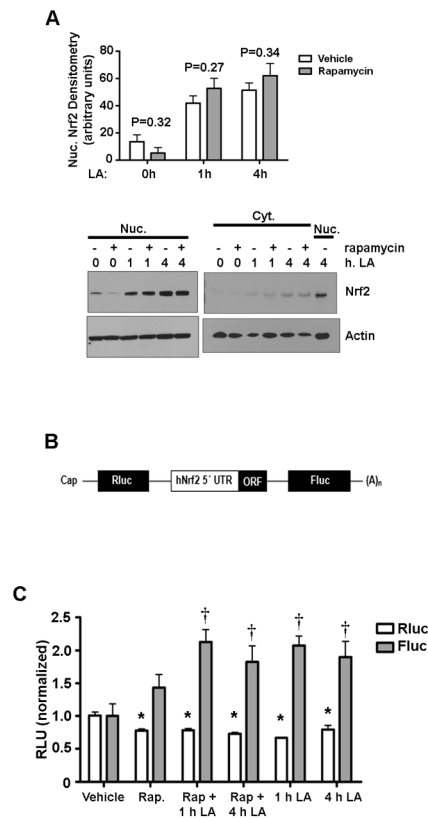 A
Nuc. Nrf2 Densitometry
(arbitrary units)
80
60
40
20
0
P=0.32
P=0.27
P=0.34
Vehicle
Rapamycin
LA: 0h 1h 4h
Nuc. Cyt. Nuc.
- + - + - + - + - + - + - rapamycin
0 0 1 1 4 4 0 0 1 1 4 4 4 h. LA
Nrf2
Actin
B
Cap Rluc hNrf2 5´ UTR ORF Fluc (A)n
C
RLU (normalized)
2.5
2.0
1.5
1.0
0.5
0
* * † * † * † * †
Rluc
Fluc
Vehicle Rap. Rap + 1 h LA Rap + 4 h LA 1 h LA 4 h LA